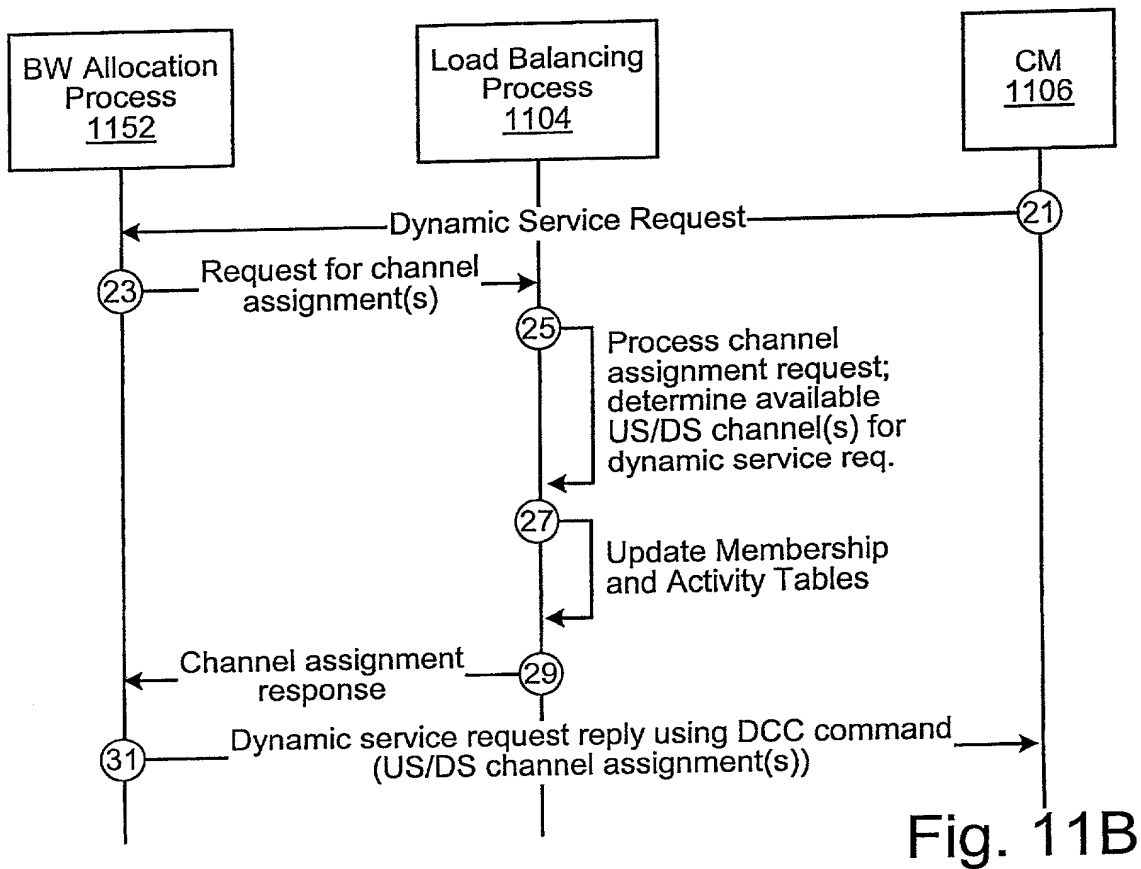 BW Allocation
Process
1152
Load Balancing
Process
1104
CM
1106
21
Dynamic Service Request
23
Request for channel
assignment(s)
25
Process channel
assignment request;
determine available
US/DS channel(s) for
dynamic service req.
27
Update Membership
and Activity Tables
29
Channel assignment
response
31
Dynamic service request reply using DCC command
(US/DS channel assignment(s))
Fig. 11B